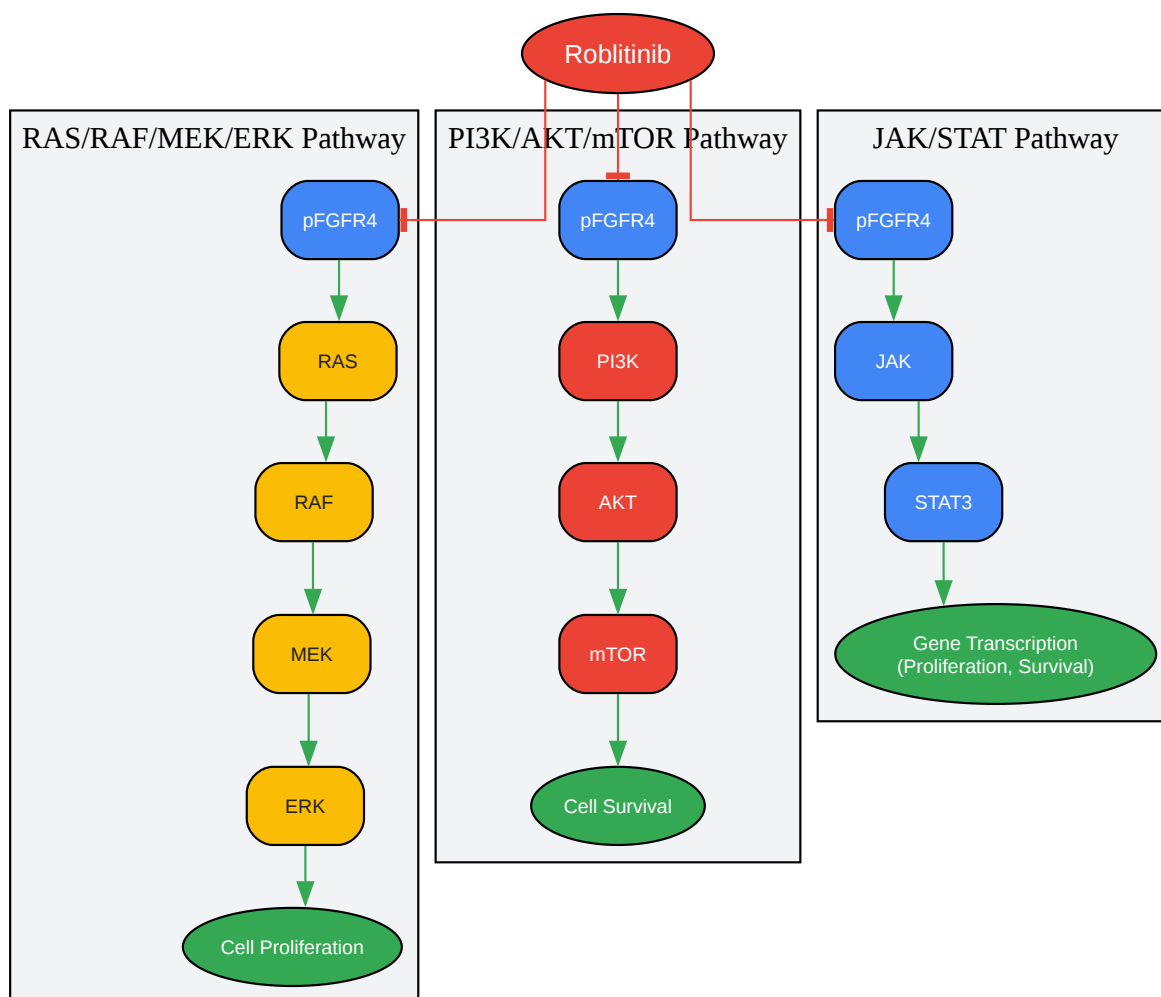 Roblitinib
RAS/RAF/MEK/ERK Pathway
pFGFR4
RAS
RAF
MEK
ERK
Cell Proliferation
PI3K/AKT/mTOR Pathway
pFGFR4
PI3K
AKT
mTOR
Cell Survival
JAK/STAT Pathway
pFGFR4
JAK
STAT3
Gene Transcription
(Proliferation, Survival)